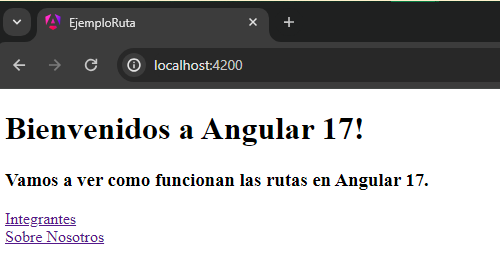 EjemploRuta
localhost:4200
Bienvenidos a Angular 17!
Vamos a ver como funcionan las rutas en Angular 17.
Integrantes
Sobre Nosotros